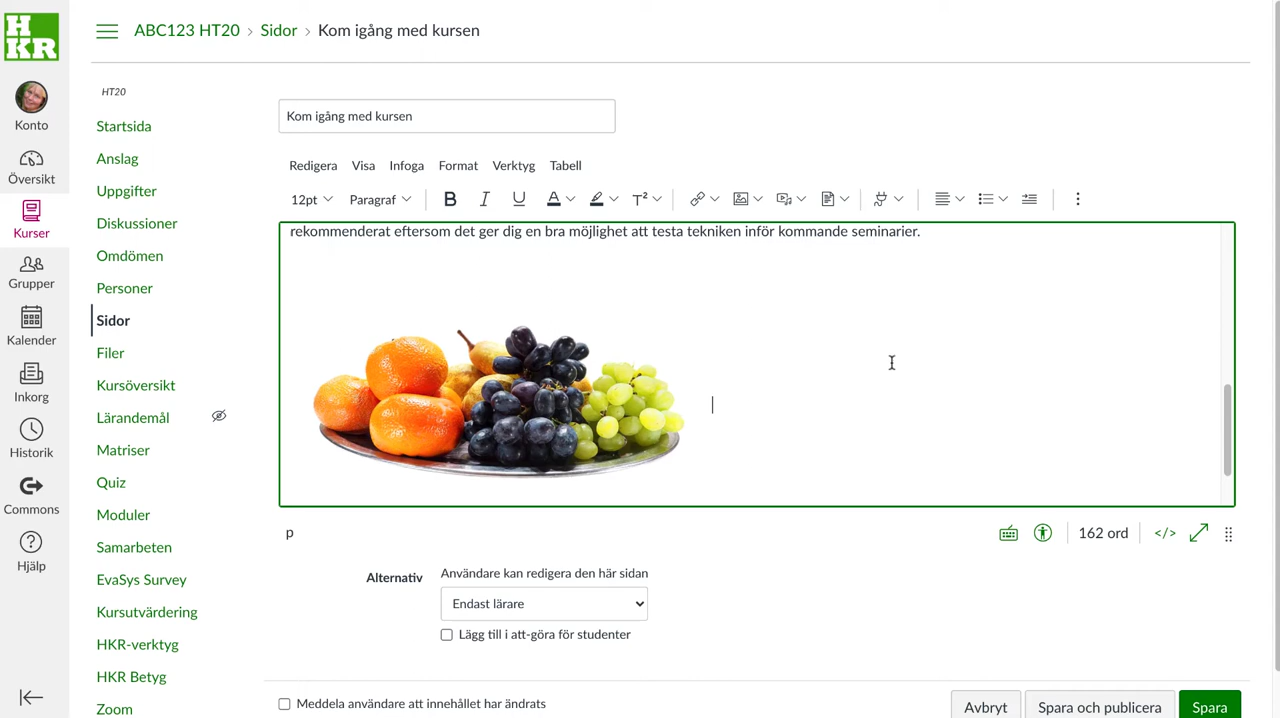 HKR
Konto
Översikt
Kurser
Grupper
Kalender
Inkorg
Historik
Commons
Hjälp
ABC123 HT20 > Sidor > Kom igång med kursen
HT20
Startsida
Anslag
Uppgifter
Diskussioner
Omdömen
Personer
Sidor
Filer
Kursöversikt
Lärandemål
Matriser
Quiz
Moduler
Samarbeten
EvaSys Survey
Kursutvärdering
HKR-verktyg
HKR Betyg
Zoom
Kom igång med kursen
Redigera Visa Infoga Format Verktyg Tabell
12pt Paragraf B I U A T²
rekommenderat eftersom det ger dig en bra möjlighet att testa tekniken inför kommande seminarier.
p 162 ord </>
Alternativ Användare kan redigera den här sidan
Endast lärare
Lägg till i att-göra för studenter
Meddela användare att innehållet har ändrats
Avbryt Spara och publicera Spara